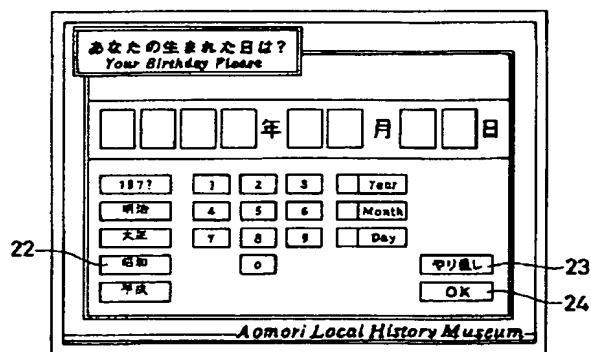 あなたの生まれた日は?
Your Birthday Please
年 月 日
197? 1 2 3 Year
明治 4 5 6 Month
大正 7 8 9 Day
22 昭和 0 やり直し 23
平成 OK 24
Aomori Local History Museum